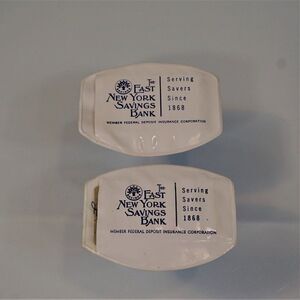 The
East
New York
Savings
Bank
Serving
Savers
Since
1868
MEMBER FEDERAL DEPOSIT INSURANCE CORPORATION
The
East
New York
Savings
Bank
Serving
Savers
Since
1868
MEMBER FEDERAL DEPOSIT INSURANCE CORPORATION